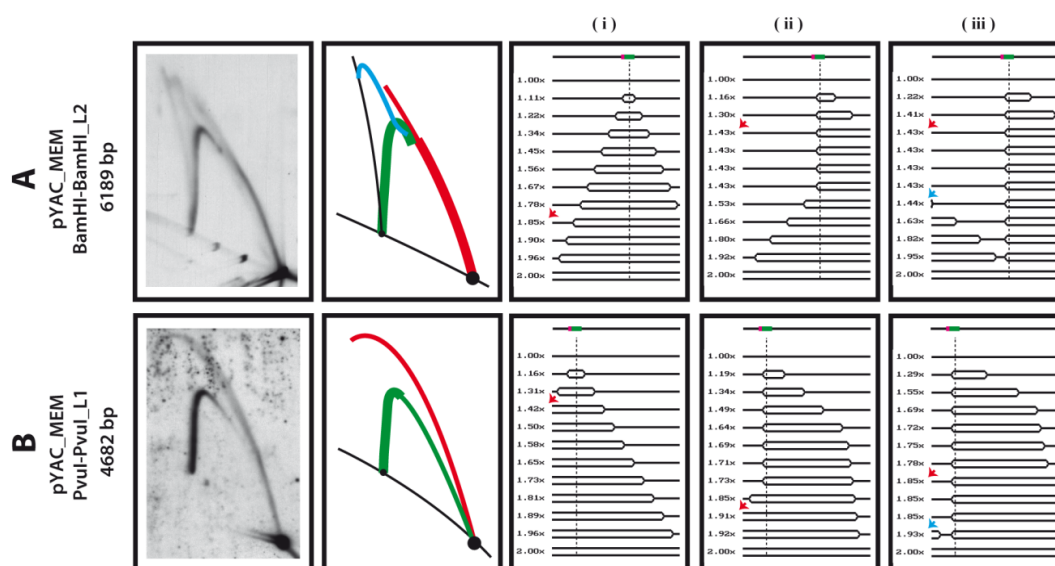 ( i )
( ii )
( iii )
A
pYAC_MEM
BamHI-BamHI_L2
6189 bp
1.00x
1.11x
1.22x
1.34x
1.45x
1.56x
1.67x
1.78x
1.85x
1.90x
1.96x
2.00x
1.00x
1.16x
1.30x
1.43x
1.43x
1.43x
1.43x
1.53x
1.66x
1.80x
1.92x
2.00x
1.00x
1.22x
1.41x
1.43x
1.43x
1.43x
1.43x
1.44x
1.63x
1.82x
1.95x
2.00x
B
pYAC_MEM
PvuI-PvuI_L1
4682 bp
1.00x
1.16x
1.31x
1.42x
1.50x
1.58x
1.65x
1.73x
1.81x
1.89x
1.96x
2.00x
1.00x
1.19x
1.34x
1.49x
1.64x
1.69x
1.71x
1.73x
1.85x
1.91x
1.92x
2.00x
1.00x
1.29x
1.55x
1.69x
1.72x
1.75x
1.78x
1.85x
1.85x
1.85x
1.93x
2.00x